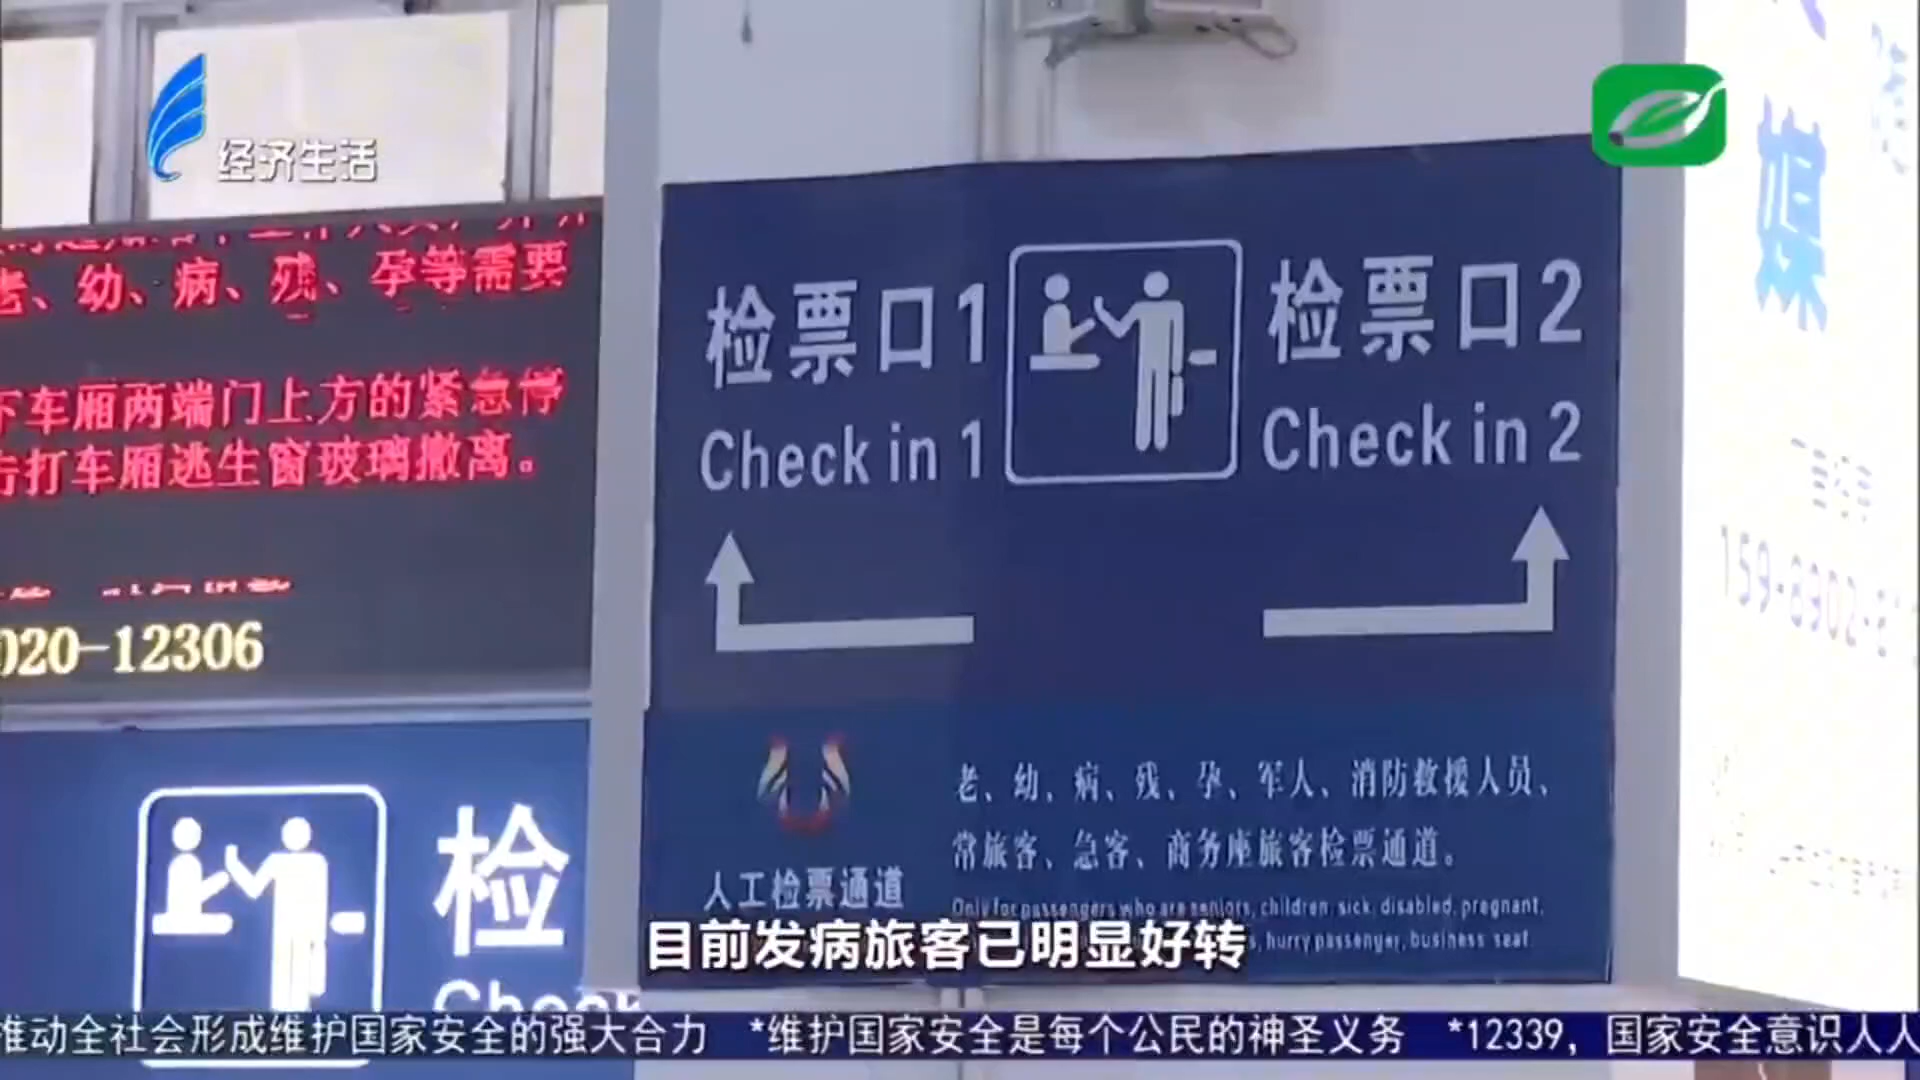 经济生活
老、幼、病、残、孕等需要
下车厢两端门上方的紧急停
击打车厢逃生窗玻璃撤离。
020-12306
检
Check
检票口1
Check in 1
检票口2
Check in 2
人工检票通道
老、幼、病、残、孕、军人、消防救援人员、
常旅客、急客、商务座旅客检票通道。
Only for passengers who are seniors, children, sick, disabled, pregnant,
, hurry passenger, business seat
媒
159-8902-
目前发病旅客已明显好转
推动全社会形成维护国家安全的强大合力 *维护国家安全是每个公民的神圣义务 *12339，国家安全意识人人